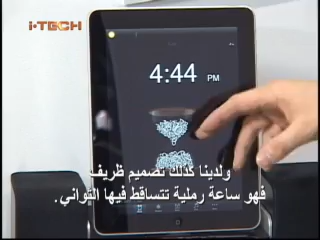 i-TECH
4:44 PM
ولدينا كذلك تصميم ظريف
فهو ساعة رملية تتساقط فيها الثواني.